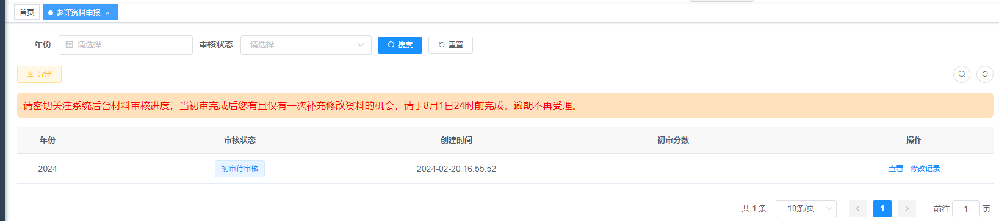 首页 参评资料申报 ×
年份 请选择 审核状态 请选择 搜索 重置
导出
请密切关注系统后台材料审核进度，当初审完成后您有且仅有一次补充修改资料的机会，请于8月1日24时前完成，逾期不再受理。
年份 审核状态 创建时间 初审分数 操作
2024 初审待审核 2024-02-20 16:55:52 查看 修改记录
共 1 条 10条/页 1 前往 1 页